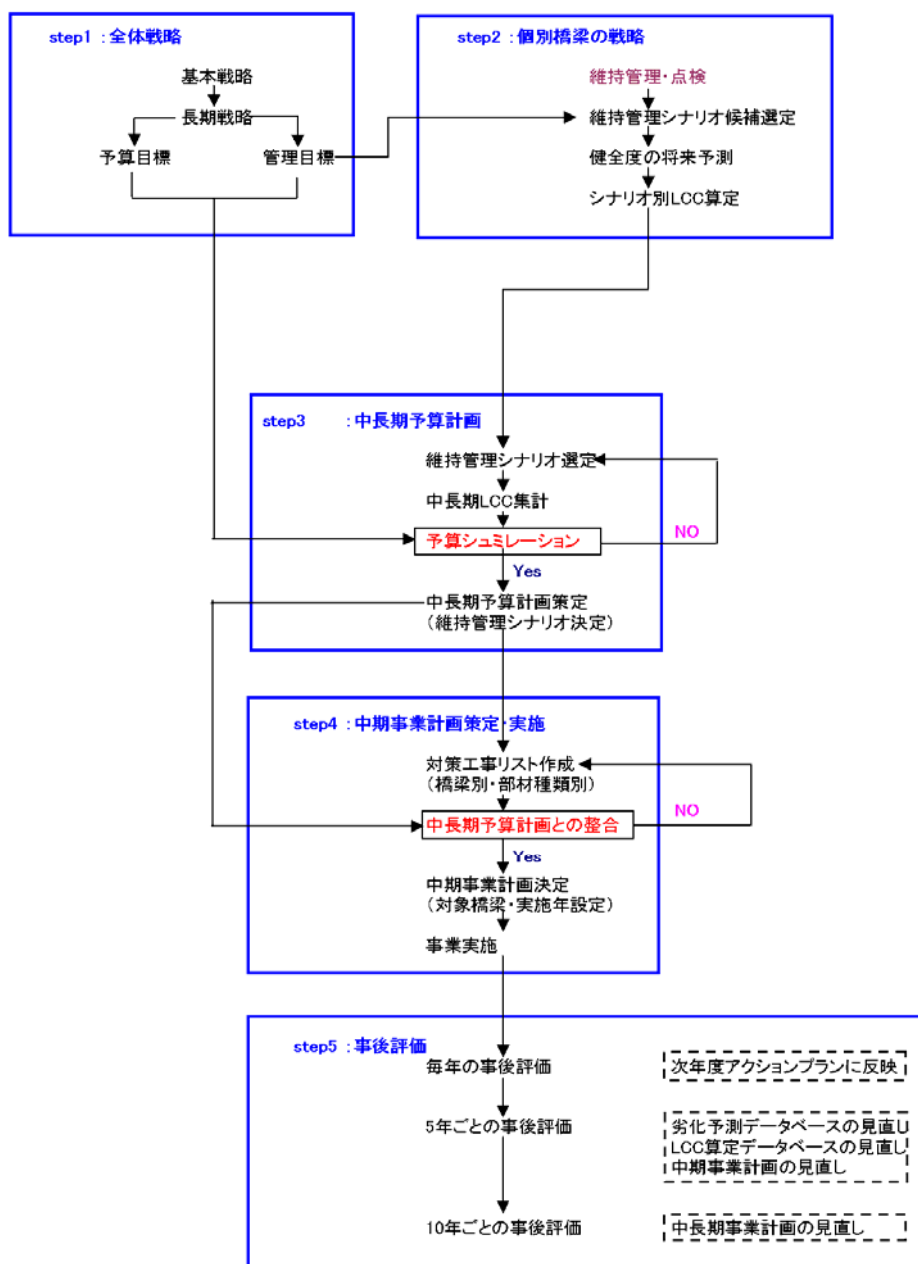 step1 :全体戦略
基本戦略
長期戦略
予算目標
管理目標
step2 :個別橋梁の戦略
維持管理・点検
維持管理シナリオ候補選定
健全度の将来予測
シナリオ別LCC算定
step3 :中長期予算計画
維持管理シナリオ選定
中長期LCC集計
予算シュミレーション
NO
Yes
中長期予算計画策定
(維持管理シナリオ決定)
step4 :中期事業計画策定・実施
対策工事リスト作成
(橋梁別・部材種類別)
中長期予算計画との整合
NO
Yes
中期事業計画決定
(対象橋梁・実施年設定)
事業実施
step5 :事後評価
毎年の事後評価
次年度アクションプランに反映
5年ごとの事後評価
劣化予測データベースの見直し
LCC算定データベースの見直し
中期事業計画の見直し
10年ごとの事後評価
中長期事業計画の見直し